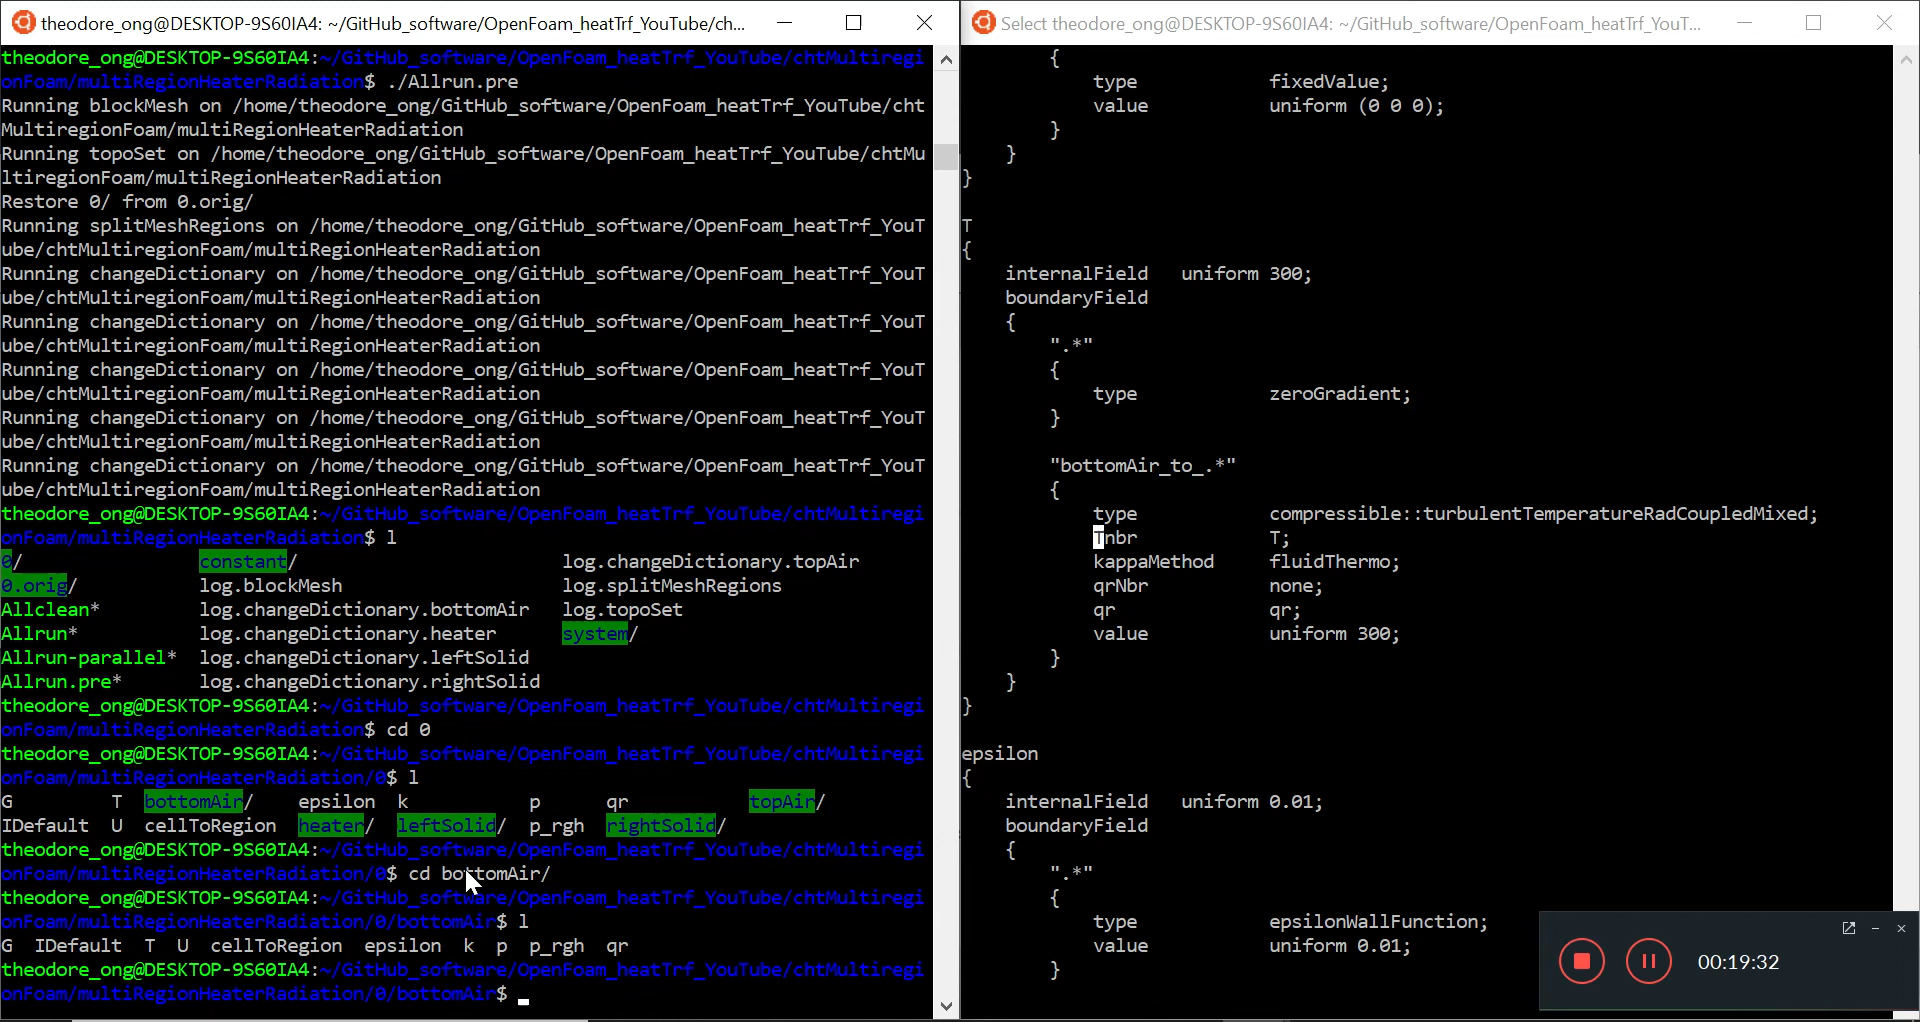 theodore_ong@DESKTOP-9S60IA4: ~/GitHub_software/OpenFoam_heatTrf_YouTube/ch...
theodore_ong@DESKTOP-9S60IA4:~/GitHub_software/OpenFoam_heatTrf_YouTube/chtMultiregi
onFoam/multiRegionHeaterRadiation$ ./Allrun.pre
Running blockMesh on /home/theodore_ong/GitHub_software/OpenFoam_heatTrf_YouTube/cht
MultiregionFoam/multiRegionHeaterRadiation
Running topoSet on /home/theodore_ong/GitHub_software/OpenFoam_heatTrf_YouTube/chtMu
ltiregionFoam/multiRegionHeaterRadiation
Restore 0/ from 0.orig/
Running splitMeshRegions on /home/theodore_ong/GitHub_software/OpenFoam_heatTrf_YouT
ube/chtMultiregionFoam/multiRegionHeaterRadiation
Running changeDictionary on /home/theodore_ong/GitHub_software/OpenFoam_heatTrf_YouT
ube/chtMultiregionFoam/multiRegionHeaterRadiation
Running changeDictionary on /home/theodore_ong/GitHub_software/OpenFoam_heatTrf_YouT
ube/chtMultiregionFoam/multiRegionHeaterRadiation
Running changeDictionary on /home/theodore_ong/GitHub_software/OpenFoam_heatTrf_YouT
ube/chtMultiregionFoam/multiRegionHeaterRadiation
Running changeDictionary on /home/theodore_ong/GitHub_software/OpenFoam_heatTrf_YouT
ube/chtMultiregionFoam/multiRegionHeaterRadiation
Running changeDictionary on /home/theodore_ong/GitHub_software/OpenFoam_heatTrf_YouT
ube/chtMultiregionFoam/multiRegionHeaterRadiation
theodore_ong@DESKTOP-9S60IA4:~/GitHub_software/OpenFoam_heatTrf_YouTube/chtMultiregi
onFoam/multiRegionHeaterRadiation$ l
0/ constant/ log.changeDictionary.topAir
0.orig/ log.blockMesh log.splitMeshRegions
Allclean* log.changeDictionary.bottomAir log.topoSet
Allrun* log.changeDictionary.heater system/
Allrun-parallel* log.changeDictionary.leftSolid
Allrun.pre* log.changeDictionary.rightSolid
theodore_ong@DESKTOP-9S60IA4:~/GitHub_software/OpenFoam_heatTrf_YouTube/chtMultiregi
onFoam/multiRegionHeaterRadiation$ cd 0
theodore_ong@DESKTOP-9S60IA4:~/GitHub_software/OpenFoam_heatTrf_YouTube/chtMultiregi
onFoam/multiRegionHeaterRadiation/0$ l
G T bottomAir/ epsilon k p qr topAir/
IDefault U cellToRegion heater/ leftSolid/ p_rgh rightSolid/
theodore_ong@DESKTOP-9S60IA4:~/GitHub_software/OpenFoam_heatTrf_YouTube/chtMultiregi
onFoam/multiRegionHeaterRadiation/0$ cd bottomAir/
theodore_ong@DESKTOP-9S60IA4:~/GitHub_software/OpenFoam_heatTrf_YouTube/chtMultiregi
onFoam/multiRegionHeaterRadiation/0/bottomAir$ l
G IDefault T U cellToRegion epsilon k p p_rgh qr
theodore_ong@DESKTOP-9S60IA4:~/GitHub_software/OpenFoam_heatTrf_YouTube/chtMultiregi
onFoam/multiRegionHeaterRadiation/0/bottomAir$
Select theodore_ong@DESKTOP-9S60IA4: ~/GitHub_software/OpenFoam_heatTrf_YouT...
{
type fixedValue;
value uniform (0 0 0);
}
}
}
T
{
internalField uniform 300;
boundaryField
{
".*"
{
type zeroGradient;
}
"bottomAir_to_.*"
{
type compressible::turbulentTemperatureRadCoupledMixed;
Tnbr T;
kappaMethod fluidThermo;
qrNbr none;
qr qr;
value uniform 300;
}
}
}
epsilon
{
internalField uniform 0.01;
boundaryField
{
".*"
{
type epsilonWallFunction;
value uniform 0.01;
}
00:19:32